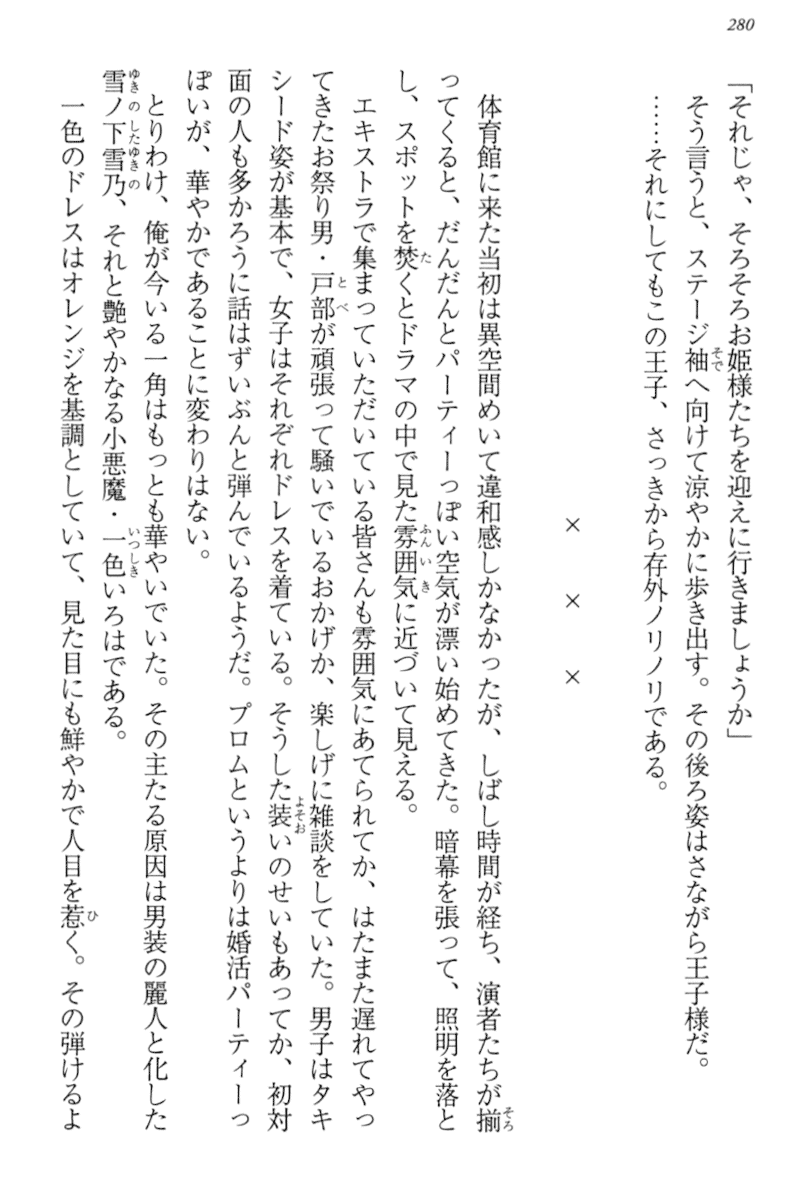 280
「それじゃ、そろそろお姫様たちを迎えに行きましょうか」
そう言うと、ステージ袖へ向けて涼やかに歩き出す。その後ろ姿はさながら王子様だ。
……それにしてもこの王子、さっきから存外ノリノリである。
×　×　×
体育館に来た当初は異空間めいて違和感しかなかったが、しばし時間が経ち、演者たちが揃
ってくると、だんだんとパーティーっぽい空気が漂い始めてきた。暗幕を張って、照明を落と
し、スポットを焚くとドラマの中で見た雰囲気に近づいて見える。
エキストラで集まっていただいている皆さんも雰囲気にあてられてか、はたまた遅れてやっ
てきたお祭り男・戸部が頑張って騒いでいるおかげか、楽しげに雑談をしていた。男子はタキ
シード姿が基本で、女子はそれぞれドレスを着ている。そうした装いのせいもあってか、初対
面の人も多かろうに話はずいぶんと弾んでいるようだ。プロムというよりは婚活パーティーっ
ぽいが、華やかであることに変わりはない。
とりわけ、俺が今いる一角はもっとも華やいでいた。その主たる原因は男装の麗人と化した
雪ノ下雪乃、それと艶やかなる小悪魔・一色いろはである。
一色のドレスはオレンジを基調としていて、見た目にも鮮やかで人目を惹く。その弾けるよ